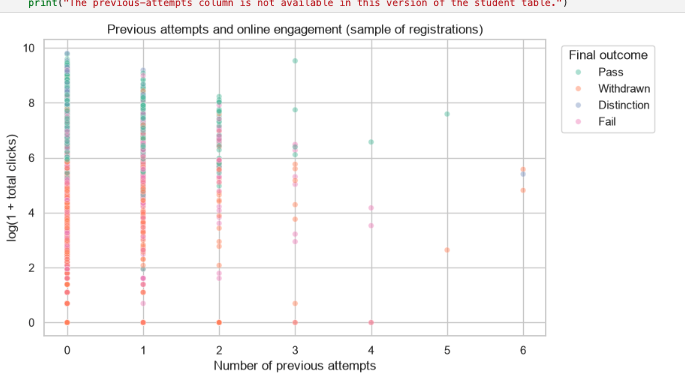 print("The previous-attempts column is not available in this version of the student table.")
Previous attempts and online engagement (sample of registrations)
10
8
6
4
2
0
log(1 + total clicks)
0 1 2 3 4 5 6
Number of previous attempts
Final outcome
Pass
Withdrawn
Distinction
Fail